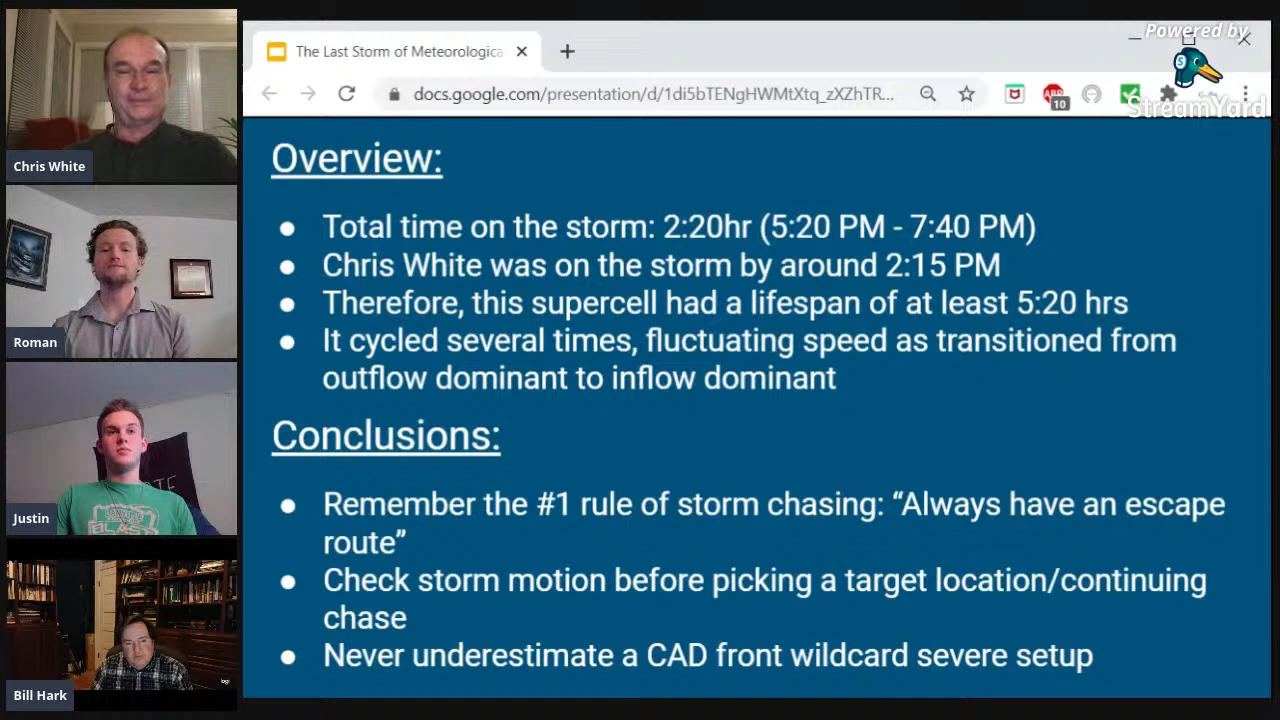 Powered by
StreamYard
The Last Storm of Meteorologica
docs.google.com/presentation/d/1di5bTENgHWMtXtq_zXZhTR...
ABP
10
Overview:
● Total time on the storm: 2:20hr (5:20 PM - 7:40 PM)
● Chris White was on the storm by around 2:15 PM
● Therefore, this supercell had a lifespan of at least 5:20 hrs
● It cycled several times, fluctuating speed as transitioned from
outflow dominant to inflow dominant
Conclusions:
● Remember the #1 rule of storm chasing: “Always have an escape
route”
● Check storm motion before picking a target location/continuing
chase
● Never underestimate a CAD front wildcard severe setup
Chris White
Roman
Justin
Bill Hark